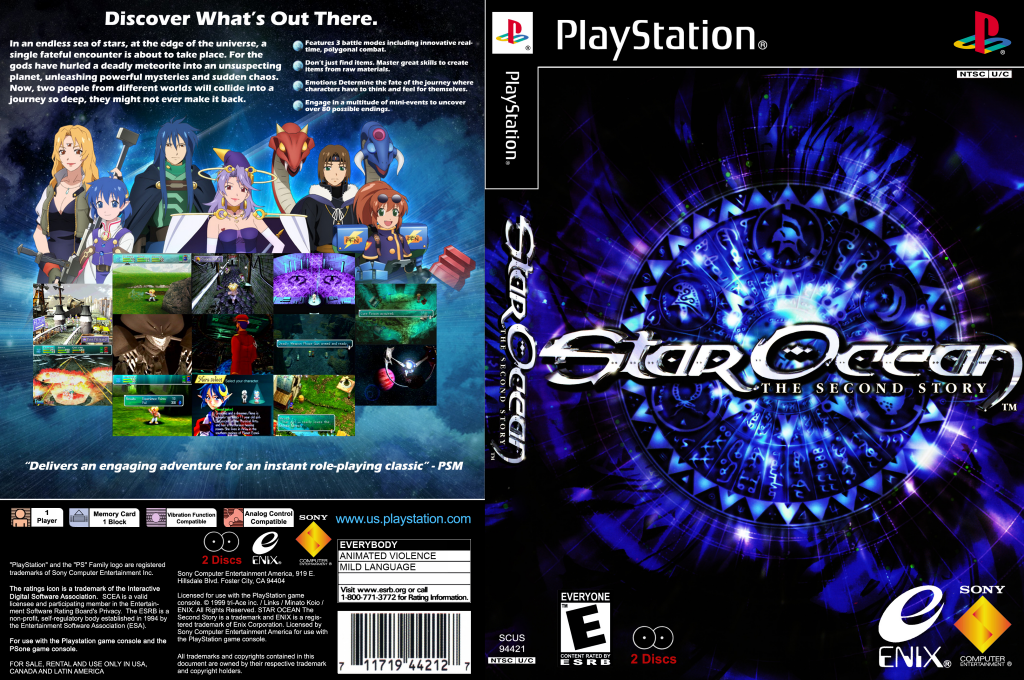 Discover What's Out There.
In an endless sea of stars, at the edge of the universe, a
single fateful encounter is about to take place. For the
gods have hurled a deadly meteorite into an unsuspecting
planet, unleashing powerful mysteries and sudden chaos.
Now, two people from different worlds will collide into a
journey so deep, they might not ever make it back.
Features 3 battle modes including innovative real-
time, polygonal combat.
Don't just find items. Master great skills to create
items from raw materials.
Emotions Determine the fate of the journey where
characters have to think and feel for themselves.
Engage in a multitude of mini-events to uncover
over 80 possible endings.
Hero Select
Select your character.
"Delivers an engaging adventure for an instant role-playing classic" - PSM
1
Player
Memory Card
1 Block
Vibration Function
Compatible
Analog Control
Compatible
SONY
COMPUTER
ENTERTAINMENT®
www.us.playstation.com
2 Discs
ENIX®
"PlayStation" and the "PS" Family logo are registered
trademarks of Sony Computer Entertainment Inc.
The ratings icon is a trademark of the Interactive
Digital Software Association. SCEA is a valid
licensee and participating member in the Entertain-
ment Software Rating Board's Privacy. The ESRB is a
non-profit, self-regulatory body established in 1994 by
the Entertainment Software Association (ESA).
For use with the Playstation game console and the
PSone game console.
FOR SALE, RENTAL AND USE ONLY IN USA,
CANADA AND LATIN AMERICA
Sony Computer Entertainment America, 919 E.
Hillsdale Blvd. Foster City, CA 94404
Licensed for use with the PlayStation game
console. © 1999 tri-Ace inc. / Links / Minato Koio /
ENIX. All Rights Reserved. STAR OCEAN The
Second Story is a trademark and ENIX is a regis-
tered trademark of Enix Corporation. Licensed by
Sony Computer Entertainment America for use with
the PlayStation game console.
All trademarks and copyrights contained in this
document are owned by their respective trademark
and copyright holders.
EVERYBODY
ANIMATED VIOLENCE
MILD LANGUAGE
Visit www.esrb.org or call
1-800-771-3772 for Rating Information.
7 11719 44212 7
PlayStation®
STAR OCEAN
THE SECOND STORY
TM
SCUS
94421
NTSC U/C
PlayStation®
®
NTSC U/C
STAR OCEAN
THE SECOND STORY
TM
EVERYONE
E
TM
CONTENT RATED BY
ESRB
2 Discs
ENIX®
SONY
COMPUTER
ENTERTAINMENT®